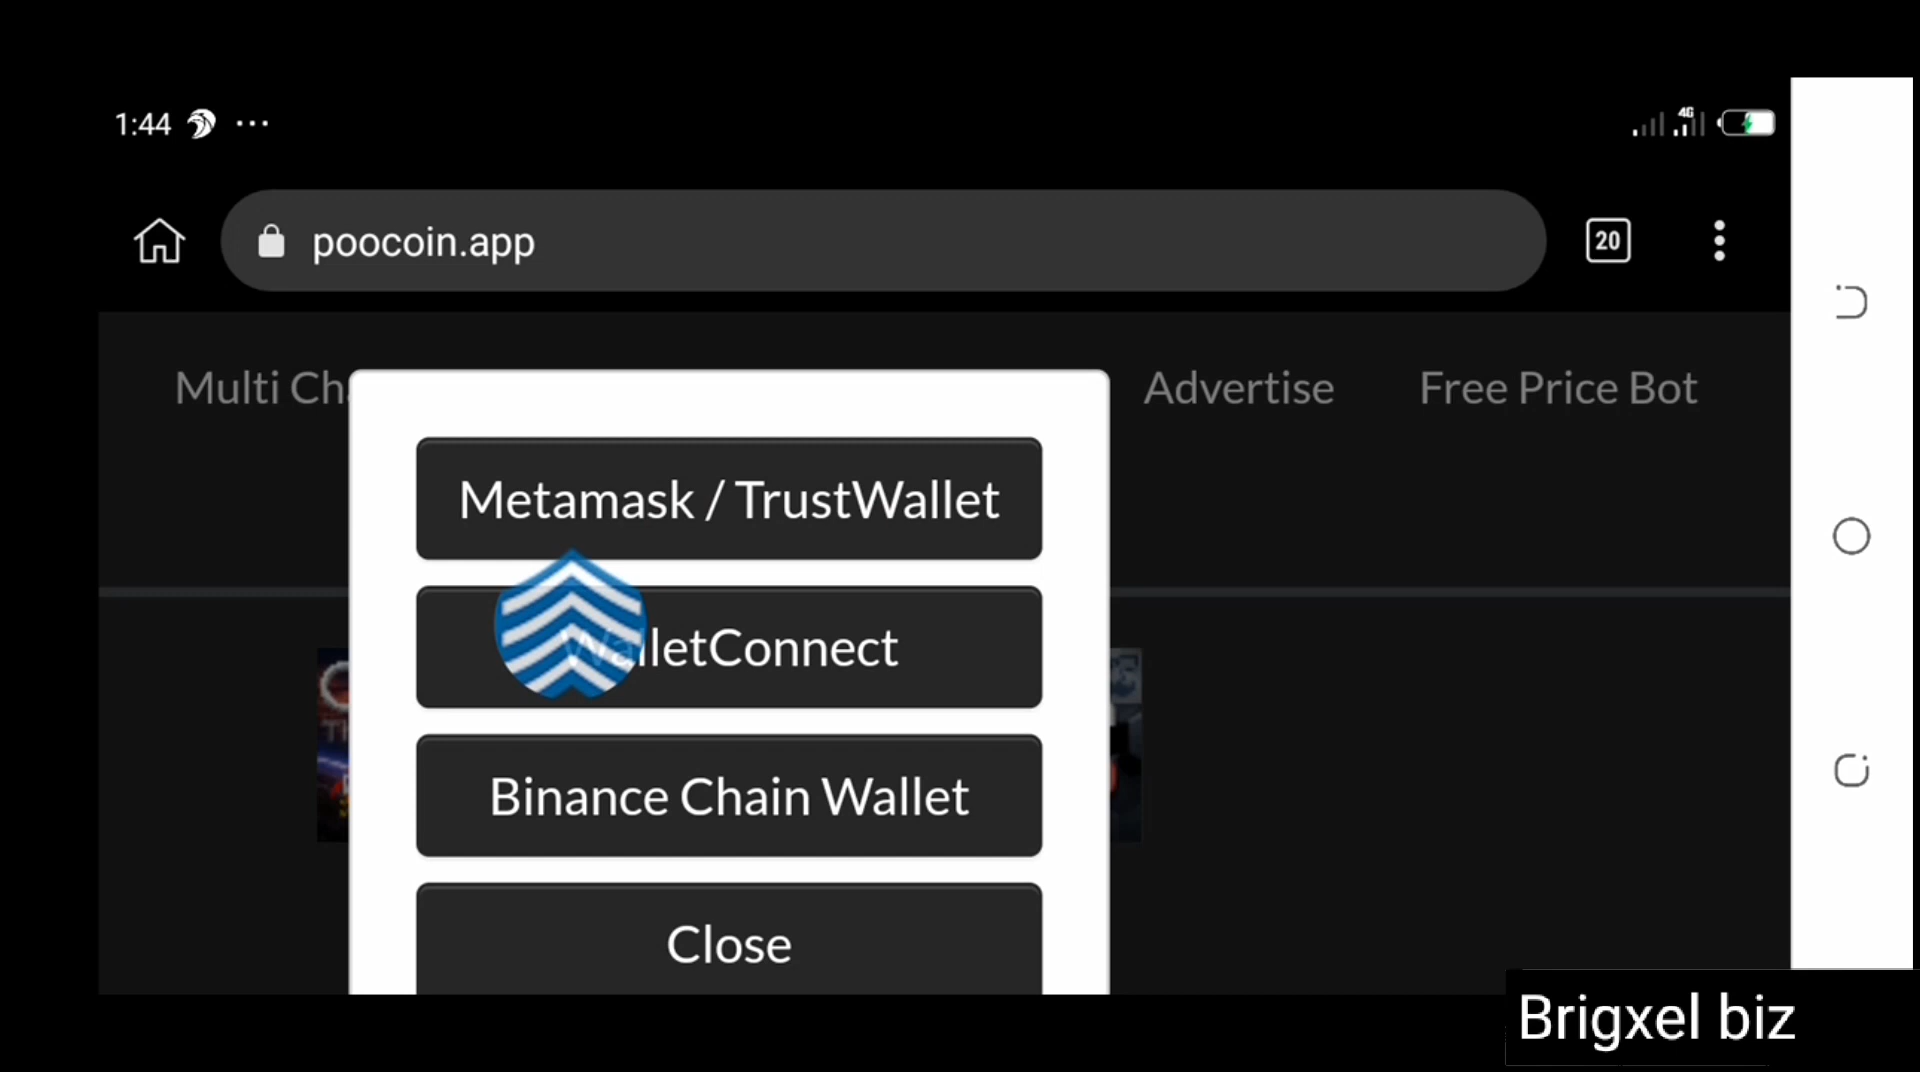 1:44
4G
poocoin.app
20
Multi Ch
Advertise
Free Price Bot
Metamask / TrustWallet
WalletConnect
Binance Chain Wallet
Close
Brigxel biz